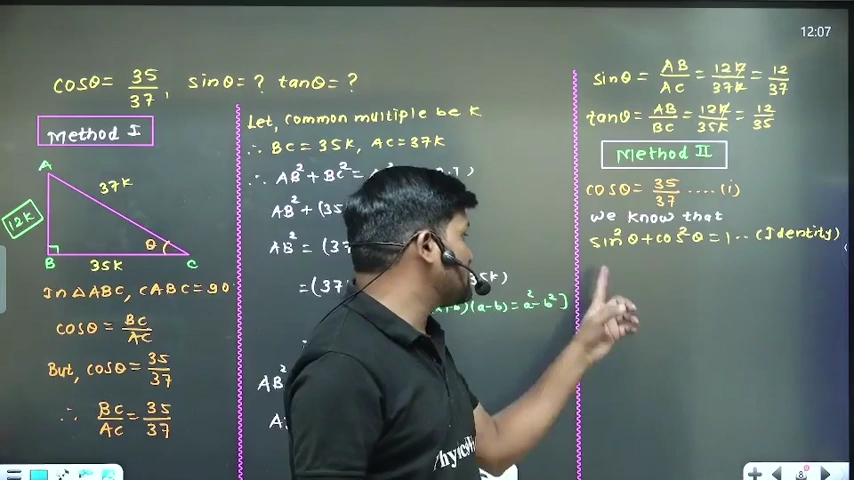 12:07
cosθ = 35/37, sinθ = ? tanθ = ?
Method I
A
37K
12K
θ
B
35K
C
In △ABC, ∠ABC = 90
cosθ = BC/AC
But, cosθ = 35/37
∴ BC/AC = 35/37
Let, common multiple be K
∴ BC = 35K, AC = 37K
∴ AB² + BC² =
AB² + (35
AB² = (37
= (37
35K)
)(a-b) = a²-b²]
AB²
sinθ = AB/AC = 12K/37K = 12/37
tanθ = AB/BC = 12K/35K = 12/35
Method II
cosθ = 35/37 ....(i)
we know that
sin²θ + cos²θ = 1 .. (Identity)